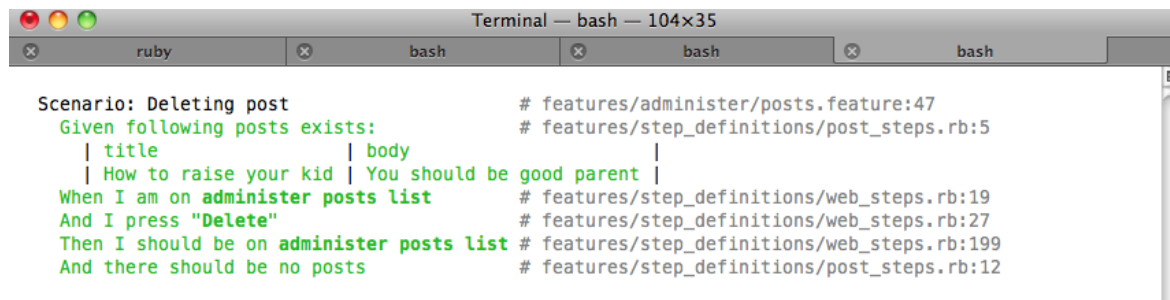 Terminal — bash — 104×35
ruby bash bash bash
Scenario: Deleting post # features/administer/posts.feature:47
Given following posts exists: # features/step_definitions/post_steps.rb:5
| title | body |
| How to raise your kid | You should be good parent |
When I am on administer posts list # features/step_definitions/web_steps.rb:19
And I press "Delete" # features/step_definitions/web_steps.rb:27
Then I should be on administer posts list # features/step_definitions/web_steps.rb:199
And there should be no posts # features/step_definitions/post_steps.rb:12